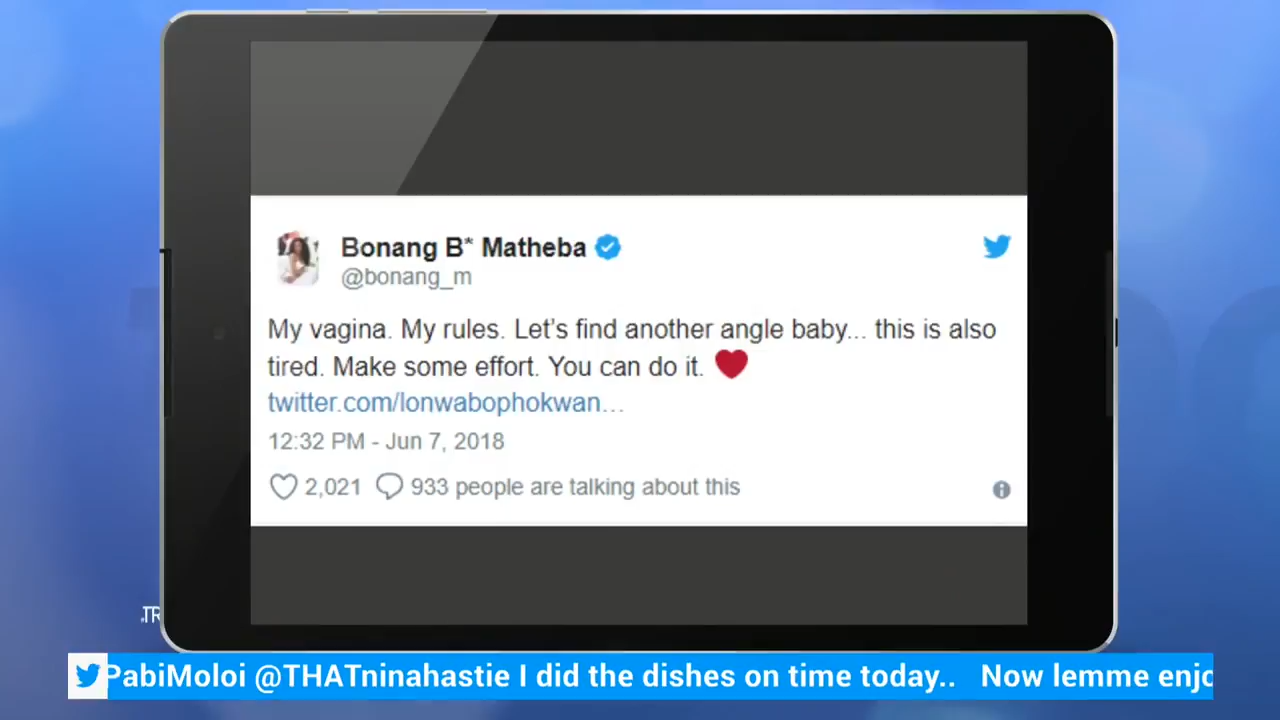 Bonang B* Matheba
@bonang_m
My vagina. My rules. Let’s find another angle baby... this is also
tired. Make some effort. You can do it. ❤
twitter.com/lonwabophokwan…
12:32 PM - Jun 7, 2018
2,021 933 people are talking about this
.TR
PabiMoloi @THATninahastie I did the dishes on time today.. Now lemme enjo